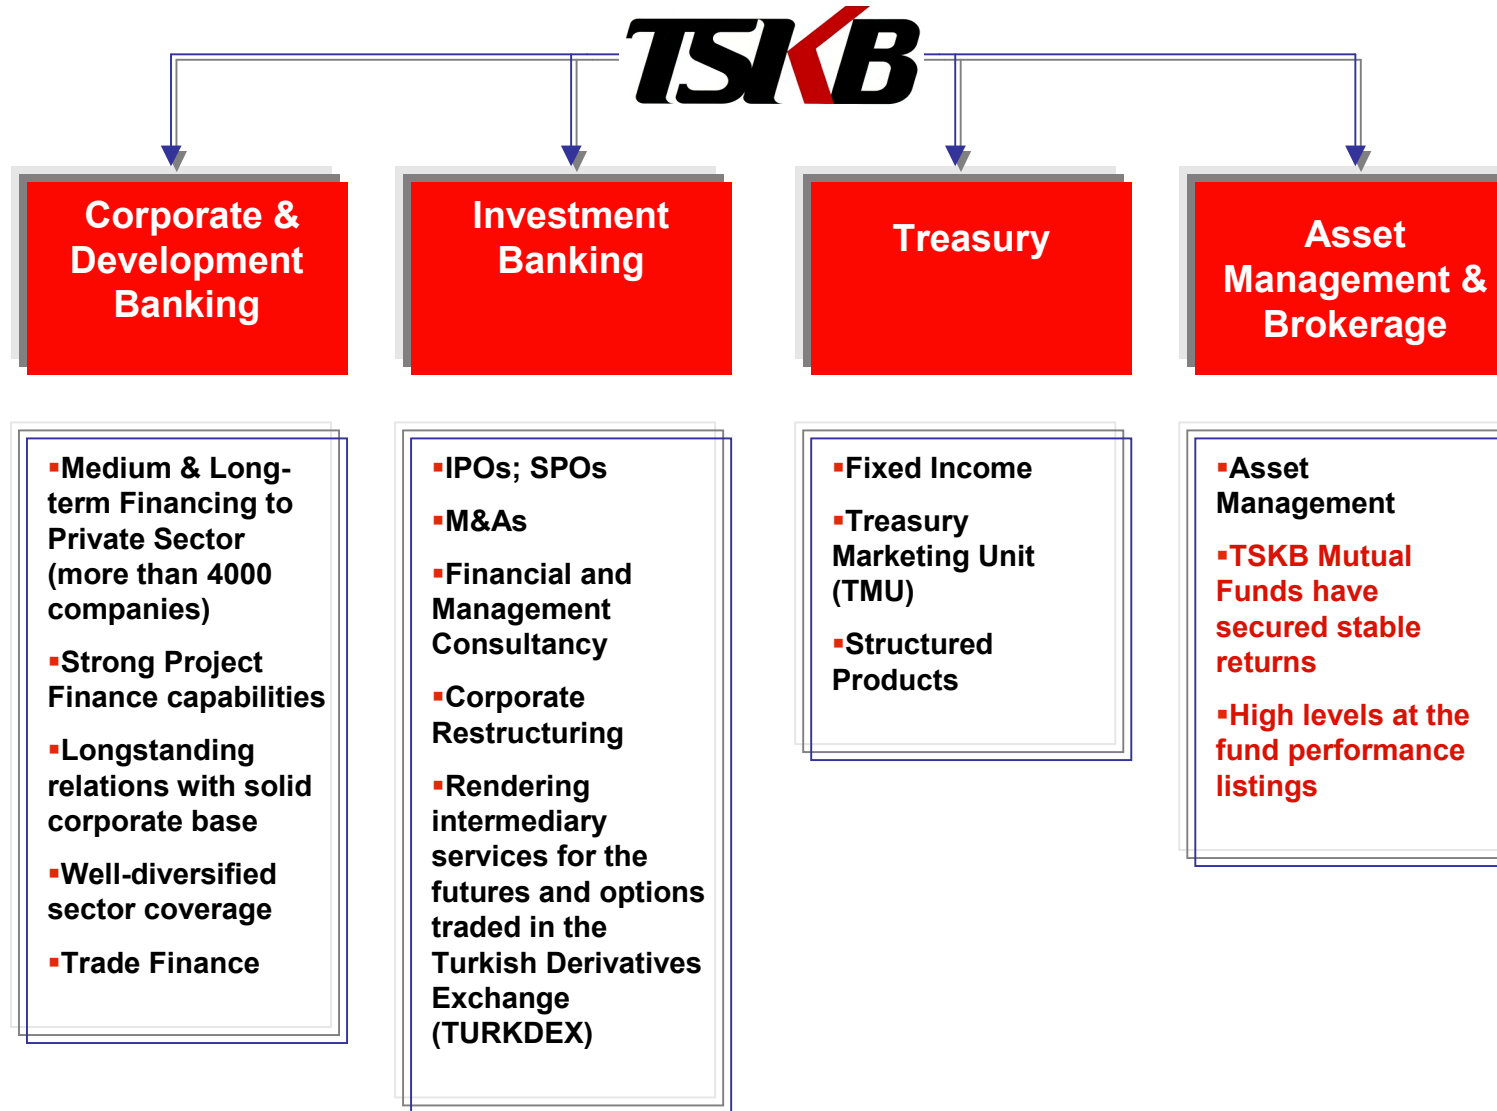 TSKB
Corporate &
Development
Banking
Investment
Banking
Treasury
Asset
Management &
Brokerage
▪Medium & Long-
term Financing to
Private Sector
(more than 4000
companies)
▪Strong Project
Finance capabilities
▪Longstanding
relations with solid
corporate base
▪Well-diversified
sector coverage
▪Trade Finance
▪IPOs; SPOs
▪M&As
▪Financial and
Management
Consultancy
▪Corporate
Restructuring
▪Rendering
intermediary
services for the
futures and options
traded in the
Turkish Derivatives
Exchange
(TURKDEX)
▪Fixed Income
▪Treasury
Marketing Unit
(TMU)
▪Structured
Products
▪Asset
Management
▪TSKB Mutual
Funds have
secured stable
returns
▪High levels at the
fund performance
listings